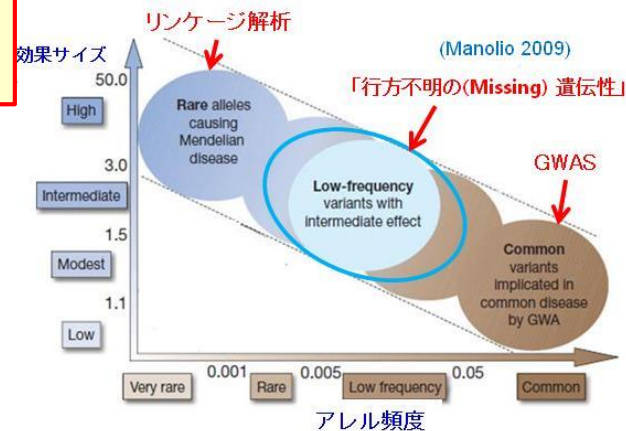 リンケージ解析
効果サイズ
(Manolio 2009)
「行方不明の(Missing) 遺伝性」
GWAS
50.0
High
3.0
Intermediate
1.5
Modest
1.1
Low
Rare alleles
causing
Mendelian
disease
Low-frequency
variants with
intermediate effect
Common
variants
implicated in
common disease
by GWA
0.001
0.005
0.05
Very rare
Rare
Low frequency
Common
アレル頻度